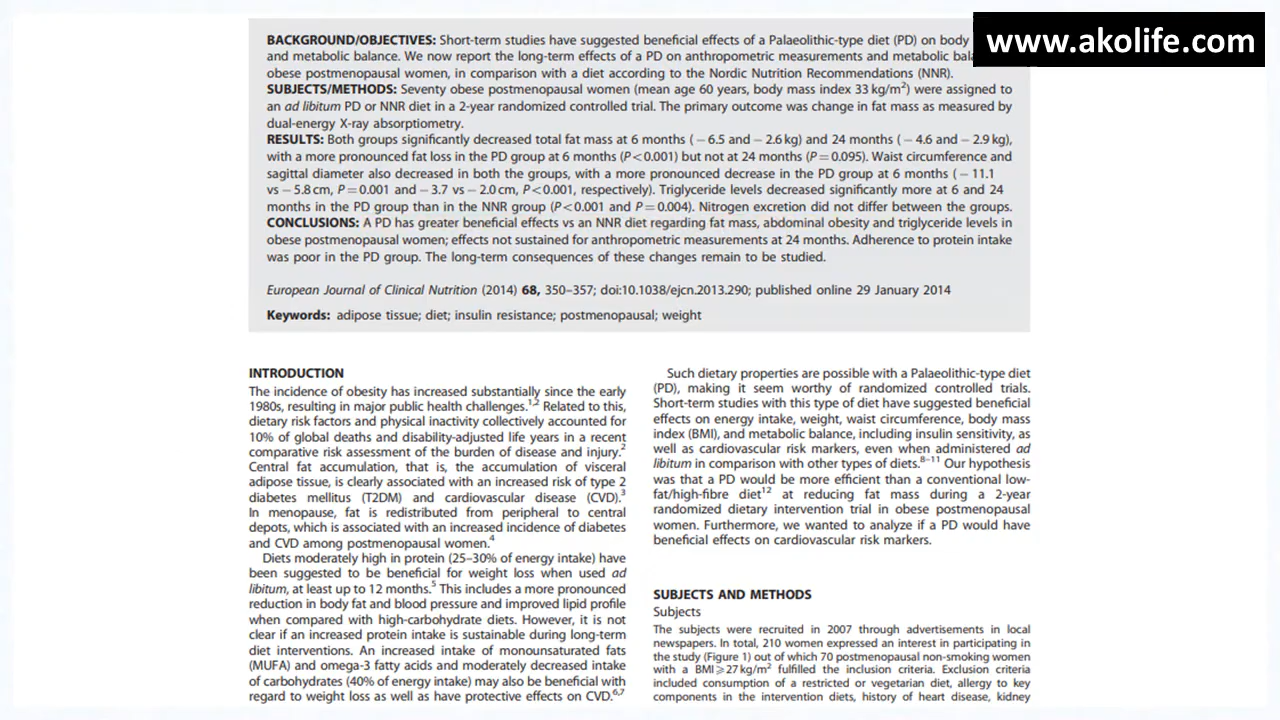 www.akolife.com
BACKGROUND/OBJECTIVES: Short-term studies have suggested beneficial effects of a Palaeolithic-type diet (PD) on body
and metabolic balance. We now report the long-term effects of a PD on anthropometric measurements and metabolic
obese postmenopausal women, in comparison with a diet according to the Nordic Nutrition Recommendations (NNR).
SUBJECTS/METHODS: Seventy obese postmenopausal women (mean age 60 years, body mass index 33 kg/m²) were assigned to
an ad libitum PD or NNR diet in a 2-year randomized controlled trial. The primary outcome was change in fat mass as measured by
dual-energy X-ray absorptiometry.
RESULTS: Both groups significantly decreased total fat mass at 6 months (−6.5 and −2.6 kg) and 24 months (−4.6 and −2.9 kg),
with a more pronounced fat loss in the PD group at 6 months (P<0.001) but not at 24 months (P=0.095). Waist circumference and
sagittal diameter also decreased in both the groups, with a more pronounced decrease in the PD group at 6 months (−11.1
vs −5.8 cm, P=0.001 and −3.7 vs −2.0 cm, P<0.001, respectively). Triglyceride levels decreased significantly more at 6 and 24
months in the PD group than in the NNR group (P<0.001 and P=0.004). Nitrogen excretion did not differ between the groups.
CONCLUSIONS: A PD has greater beneficial effects vs an NNR diet regarding fat mass, abdominal obesity and triglyceride levels in
obese postmenopausal women; effects not sustained for anthropometric measurements at 24 months. Adherence to protein intake
was poor in the PD group. The long-term consequences of these changes remain to be studied.
European Journal of Clinical Nutrition (2014) 68, 350–357; doi:10.1038/ejcn.2013.290; published online 29 January 2014
Keywords: adipose tissue; diet; insulin resistance; postmenopausal; weight
INTRODUCTION
The incidence of obesity has increased substantially since the early
1980s, resulting in major public health challenges.1,2 Related to this,
dietary risk factors and physical inactivity collectively accounted for
10% of global deaths and disability-adjusted life years in a recent
comparative risk assessment of the burden of disease and injury.2
Central fat accumulation, that is, the accumulation of visceral
adipose tissue, is clearly associated with an increased risk of type 2
diabetes mellitus (T2DM) and cardiovascular disease (CVD).3
In menopause, fat is redistributed from peripheral to central
depots, which is associated with an increased incidence of diabetes
and CVD among postmenopausal women.4
Diets moderately high in protein (25–30% of energy intake) have
been suggested to be beneficial for weight loss when used ad
libitum, at least up to 12 months.5 This includes a more pronounced
reduction in body fat and blood pressure and improved lipid profile
when compared with high-carbohydrate diets. However, it is not
clear if an increased protein intake is sustainable during long-term
diet interventions. An increased intake of monounsaturated fats
(MUFA) and omega-3 fatty acids and moderately decreased intake
of carbohydrates (40% of energy intake) may also be beneficial with
regard to weight loss as well as have protective effects on CVD.6,7
Such dietary properties are possible with a Palaeolithic-type diet
(PD), making it seem worthy of randomized controlled trials.
Short-term studies with this type of diet have suggested beneficial
effects on energy intake, weight, waist circumference, body mass
index (BMI), and metabolic balance, including insulin sensitivity, as
well as cardiovascular risk markers, even when administered ad
libitum in comparison with other types of diets.8–11 Our hypothesis
was that a PD would be more efficient than a conventional low-
fat/high-fibre diet12 at reducing fat mass during a 2-year
randomized dietary intervention trial in obese postmenopausal
women. Furthermore, we wanted to analyze if a PD would have
beneficial effects on cardiovascular risk markers.
SUBJECTS AND METHODS
Subjects
The subjects were recruited in 2007 through advertisements in local
newspapers. In total, 210 women expressed an interest in participating in
the study (Figure 1) out of which 70 postmenopausal non-smoking women
with a BMI⩾27 kg/m² fulfilled the inclusion criteria. Exclusion criteria
included consumption of a restricted or vegetarian diet, allergy to key
components in the intervention diets, history of heart disease, kidney